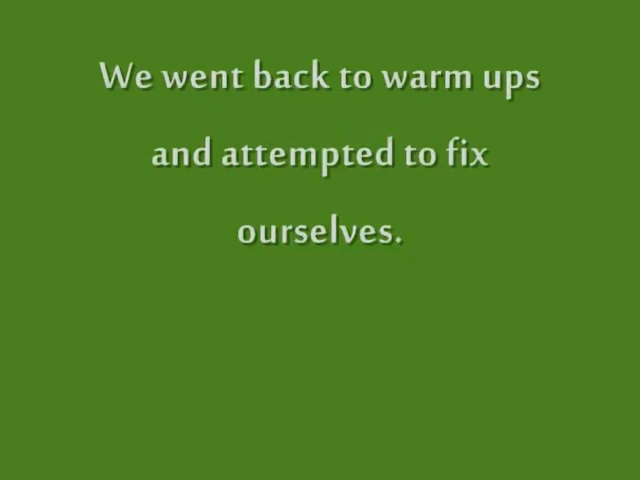 We went back to warm ups
and attempted to fix
ourselves.